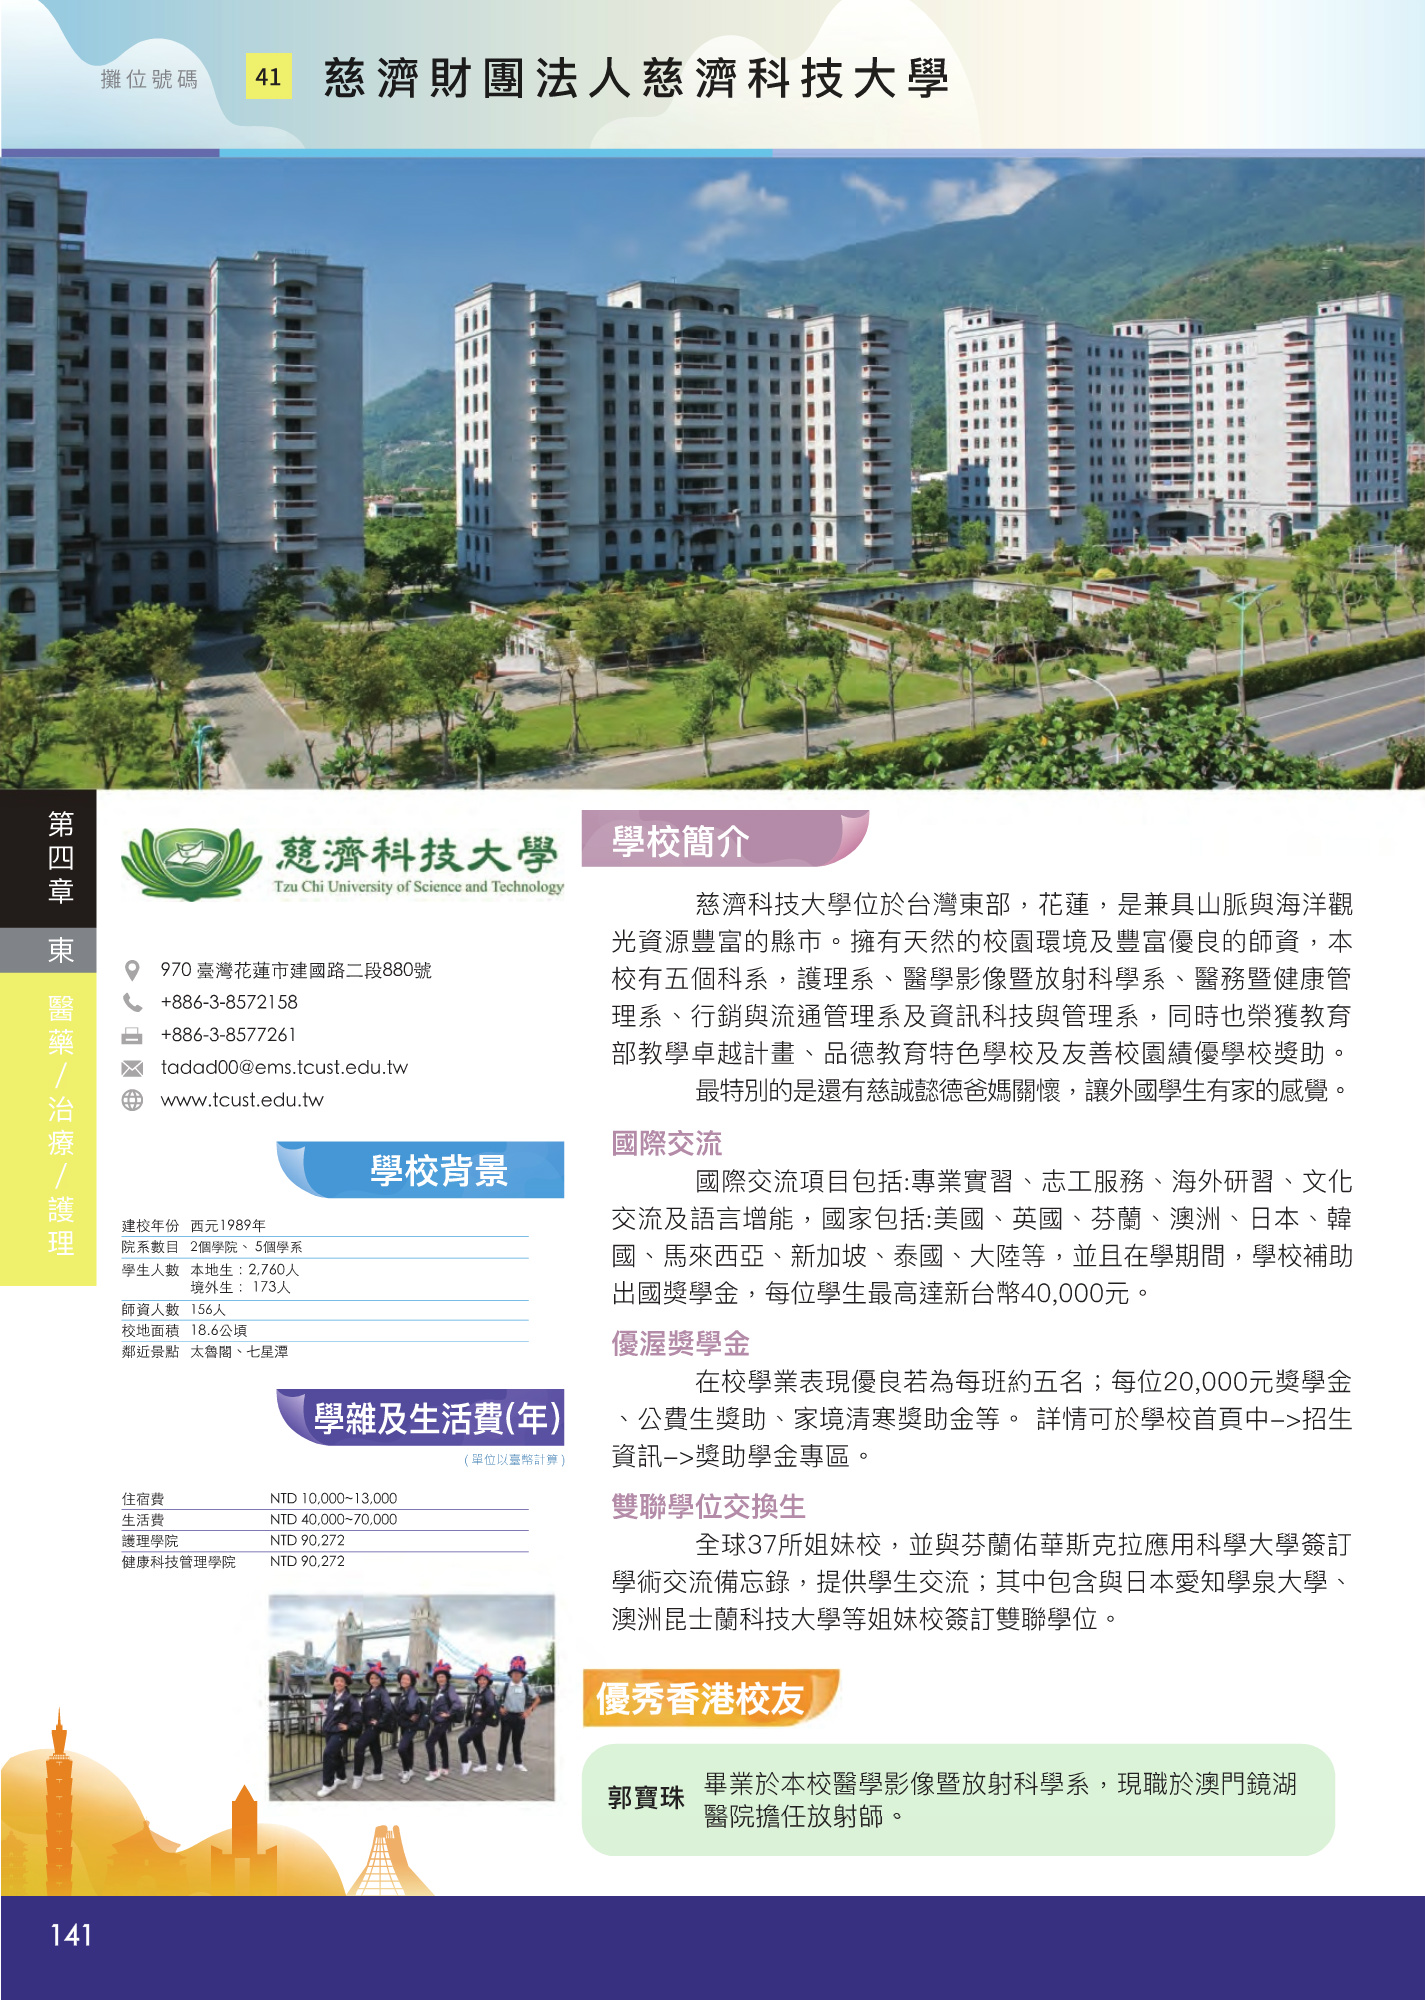 攤位號碼 41 慈濟財團法人慈濟科技大學
第四章
東
醫藥/治療/護理
慈濟科技大學
Tzu Chi University of Science and Technology
970 臺灣花蓮市建國路二段880號
+886-3-8572158
+886-3-8577261
tadad00@ems.tcust.edu.tw
www.tcust.edu.tw
學校背景
建校年份 西元1989年
院系數目 2個學院、5個學系
學生人數 本地生：2,760人
境外生： 173人
師資人數 156人
校地面積 18.6公頃
鄰近景點 太魯閣、七星潭
學雜及生活費(年)
(單位以臺幣計算)
住宿費 NTD 10,000~13,000
生活費 NTD 40,000~70,000
護理學院 NTD 90,272
健康科技管理學院 NTD 90,272
學校簡介
慈濟科技大學位於台灣東部，花蓮，是兼具山脈與海洋觀
光資源豐富的縣市。擁有天然的校園環境及豐富優良的師資，本
校有五個科系，護理系、醫學影像暨放射科學系、醫務暨健康管
理系、行銷與流通管理系及資訊科技與管理系，同時也榮獲教育
部教學卓越計畫、品德教育特色學校及友善校園績優學校獎助。
最特別的是還有慈誠懿德爸媽關懷，讓外國學生有家的感覺。
國際交流
國際交流項目包括:專業實習、志工服務、海外研習、文化
交流及語言增能，國家包括:美國、英國、芬蘭、澳洲、日本、韓
國、馬來西亞、新加坡、泰國、大陸等，並且在學期間，學校補助
出國獎學金，每位學生最高達新台幣40,000元。
優渥獎學金
在校學業表現優良若為每班約五名；每位20,000元獎學金
、公費生獎助、家境清寒獎助金等。 詳情可於學校首頁中–>招生
資訊–>獎助學金專區。
雙聯學位交換生
全球37所姐妹校，並與芬蘭佑華斯克拉應用科學大學簽訂
學術交流備忘錄，提供學生交流；其中包含與日本愛知學泉大學、
澳洲昆士蘭科技大學等姐妹校簽訂雙聯學位。
優秀香港校友
郭寶珠 畢業於本校醫學影像暨放射科學系，現職於澳門鏡湖
醫院擔任放射師。
141